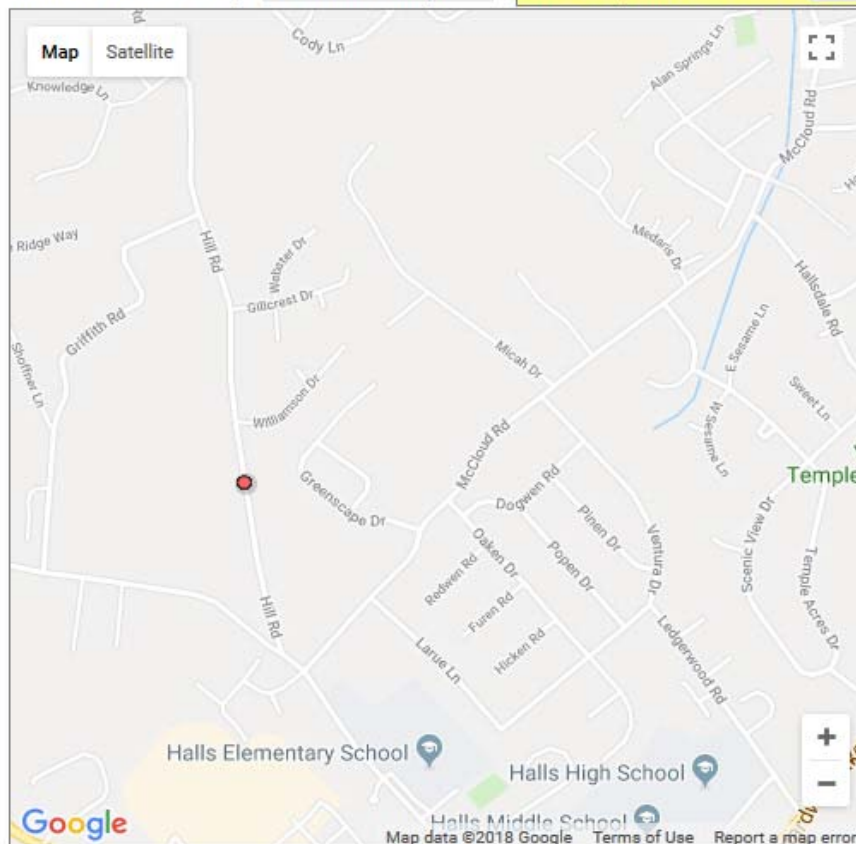 Map
Satellite
Cody Ln
Alan Springs Ln
Knowledge Ln
McCloud Rd
Ridge Way
Hill Rd
Webster Dr
Medaris Dr
Gillcrest Dr
Hallsdale Rd
Griffith Rd
E Sesame Ln
Shoffner Ln
Micah Dr
Williamson Dr
Sweet Ln
W Sesame Ln
McCloud Rd
Temple
Greenscape Dr
Dogwen Rd
Pinen Dr
Scenic View Dr
Ventura Dr
Oaken Dr
Popen Dr
Redwen Rd
Temple Acres Dr
Furen Rd
Hill Rd
Hicken Rd
Larue Ln
Ledgerwood Rd
Halls Elementary School
Halls High School
+
−
Halls Middle School
Google
Map data ©2018 Google
Terms of Use
Report a map error